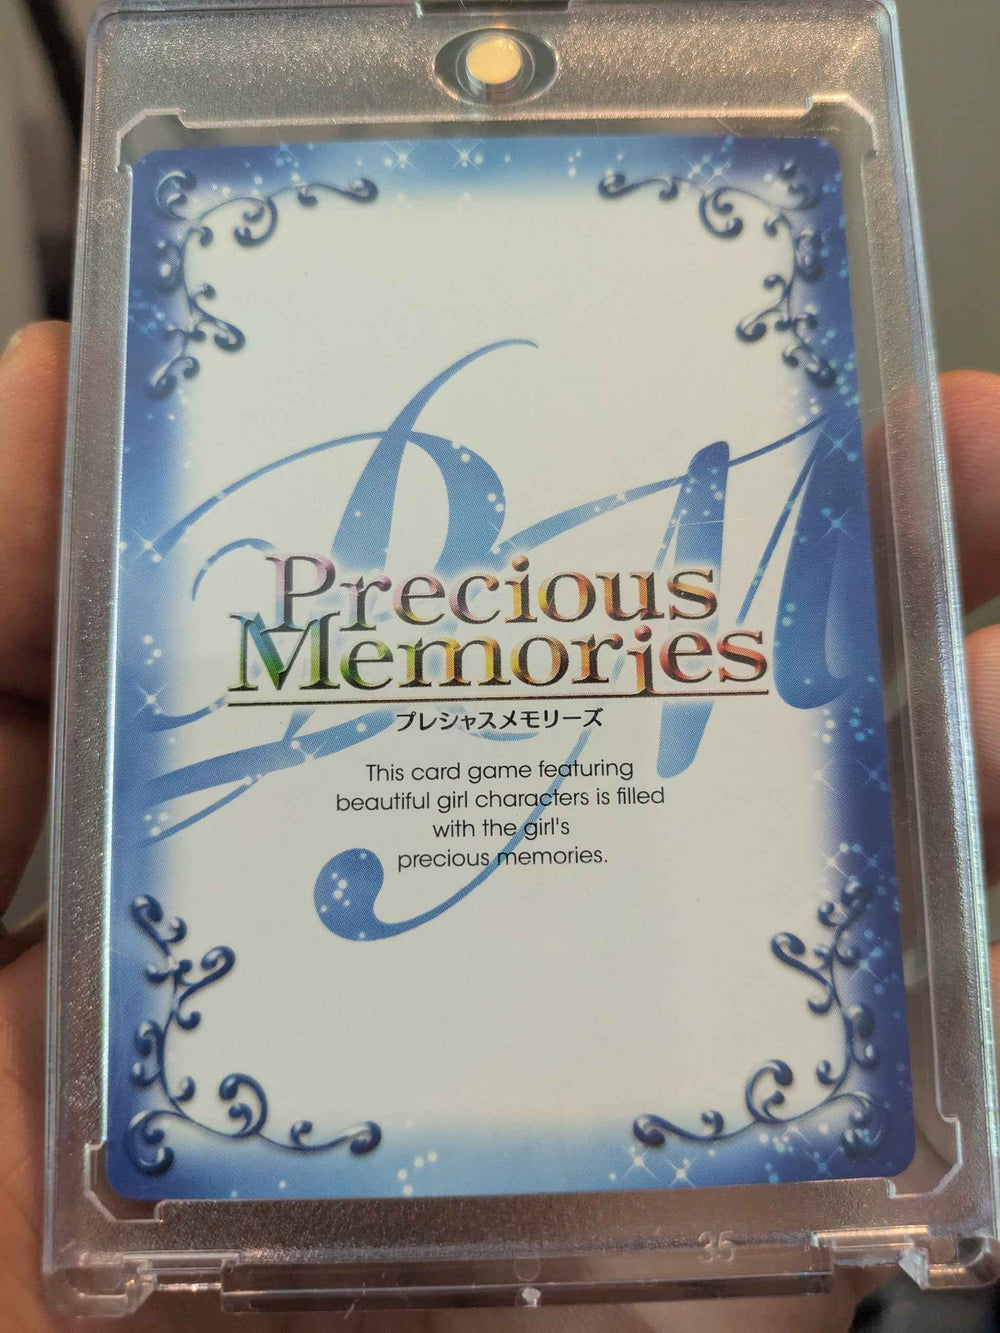 Precious
Memories
プレシャスメモリーズ
This card game featuring
beautiful girl characters is filled
with the girl's
precious memories.
35